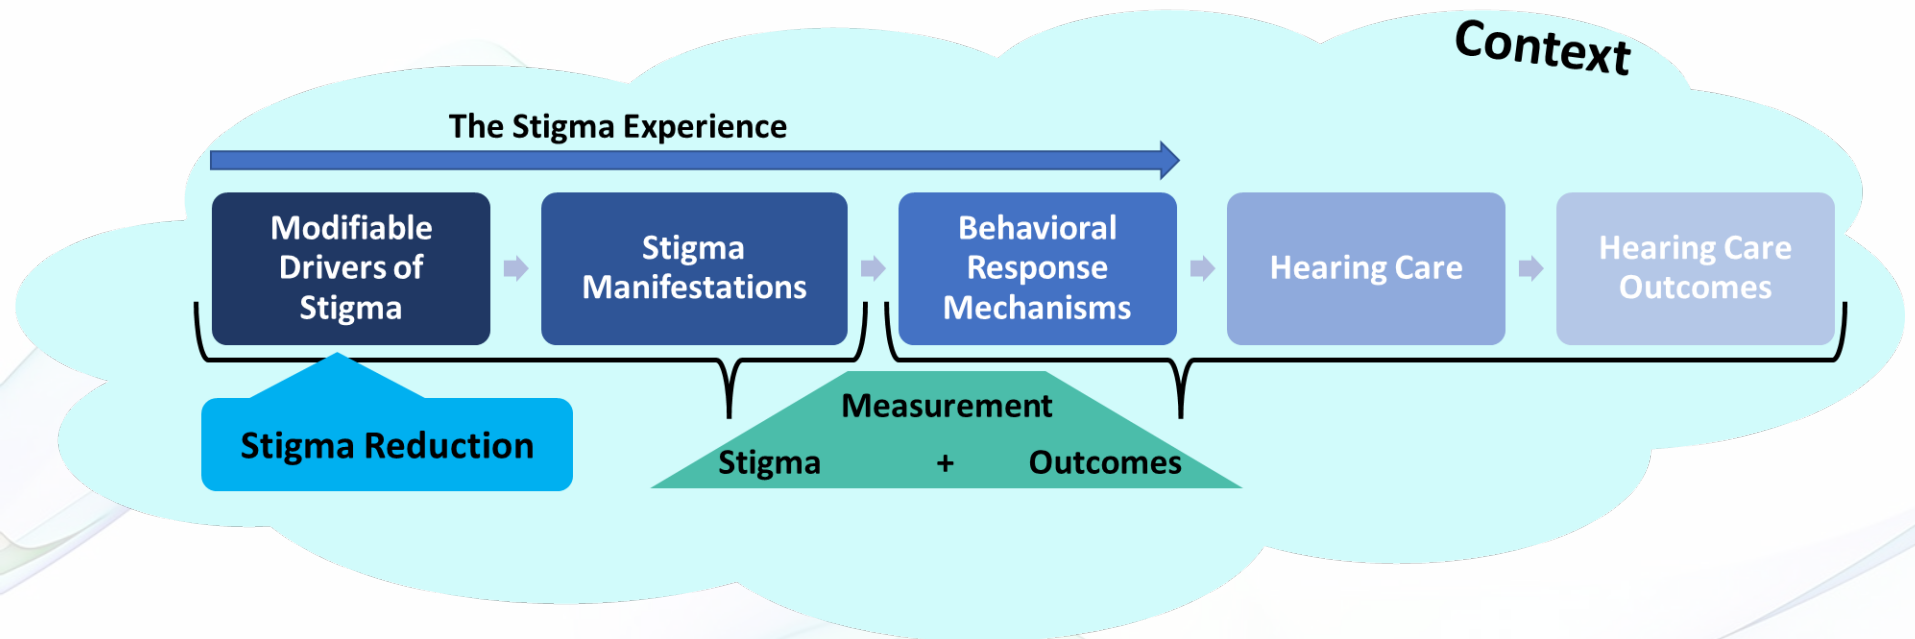 Context
The Stigma Experience
Modifiable
Drivers of
Stigma
Stigma
Manifestations
Behavioral
Response
Mechanisms
Hearing Care
Hearing Care
Outcomes
Stigma Reduction
Measurement
Stigma + Outcomes